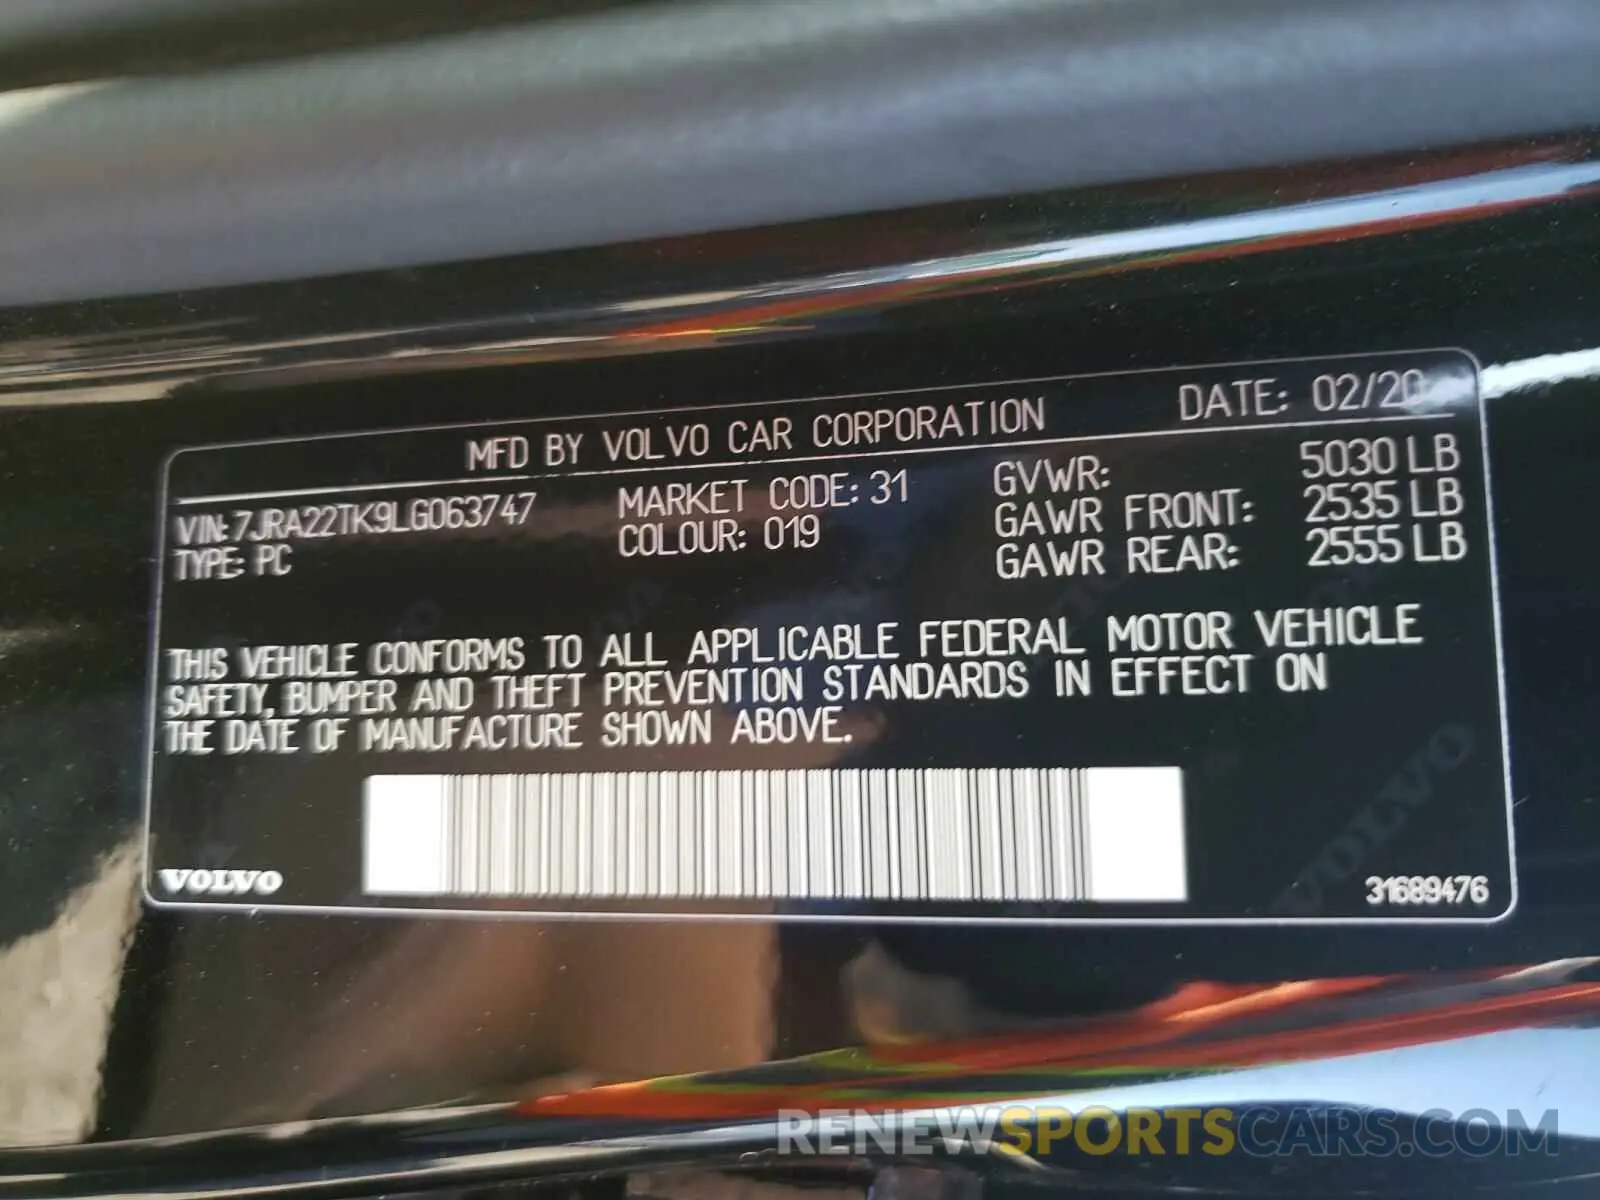 MFD BY VOLVO CAR CORPORATION DATE: 02/20
VIN: 7JRA22TK9LG063747 MARKET CODE: 31 GVWR: 5030 LB
TYPE: PC COLOUR: 019 GAWR FRONT: 2535 LB
GAWR REAR: 2555 LB
THIS VEHICLE CONFORMS TO ALL APPLICABLE FEDERAL MOTOR VEHICLE
SAFETY, BUMPER AND THEFT PREVENTION STANDARDS IN EFFECT ON
THE DATE OF MANUFACTURE SHOWN ABOVE.
VOLVO
VOLVO 31689476
RENEWSPORTSCARS.COM